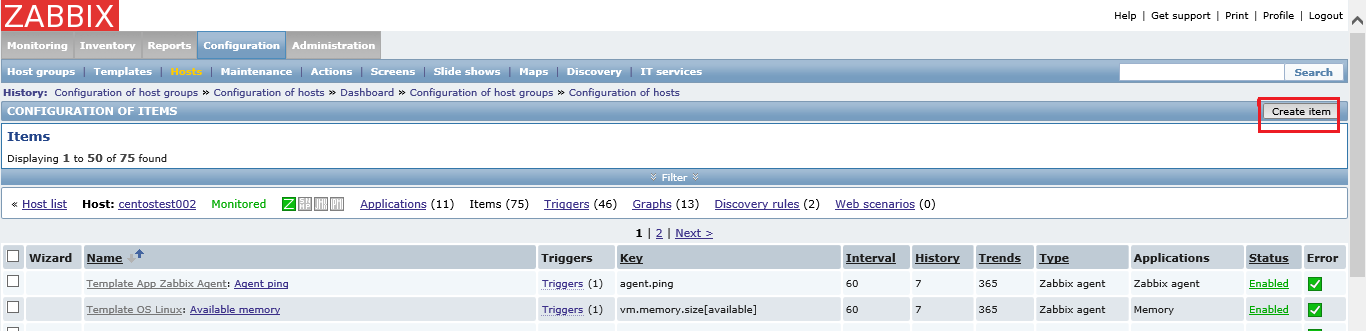 ZABBIX
Help | Get support | Print | Profile | Logout
Monitoring Inventory Reports Configuration Administration
Host groups | Templates | Hosts | Maintenance | Actions | Screens | Slide shows | Maps | Discovery | IT services Search
History: Configuration of host groups » Configuration of hosts » Dashboard » Configuration of host groups » Configuration of hosts
CONFIGURATION OF ITEMS Create item
Items
Displaying 1 to 50 of 75 found
Filter
« Host list Host: centostest002 Monitored Z Applications (11) Items (75) Triggers (46) Graphs (13) Discovery rules (2) Web scenarios (0)
1 | 2 | Next >
Wizard Name Triggers Key Interval History Trends Type Applications Status Error
Template App Zabbix Agent: Agent ping Triggers (1) agent.ping 60 7 365 Zabbix agent Zabbix agent Enabled
Template OS Linux: Available memory Triggers (1) vm.memory.size[available] 60 7 365 Zabbix agent Memory Enabled